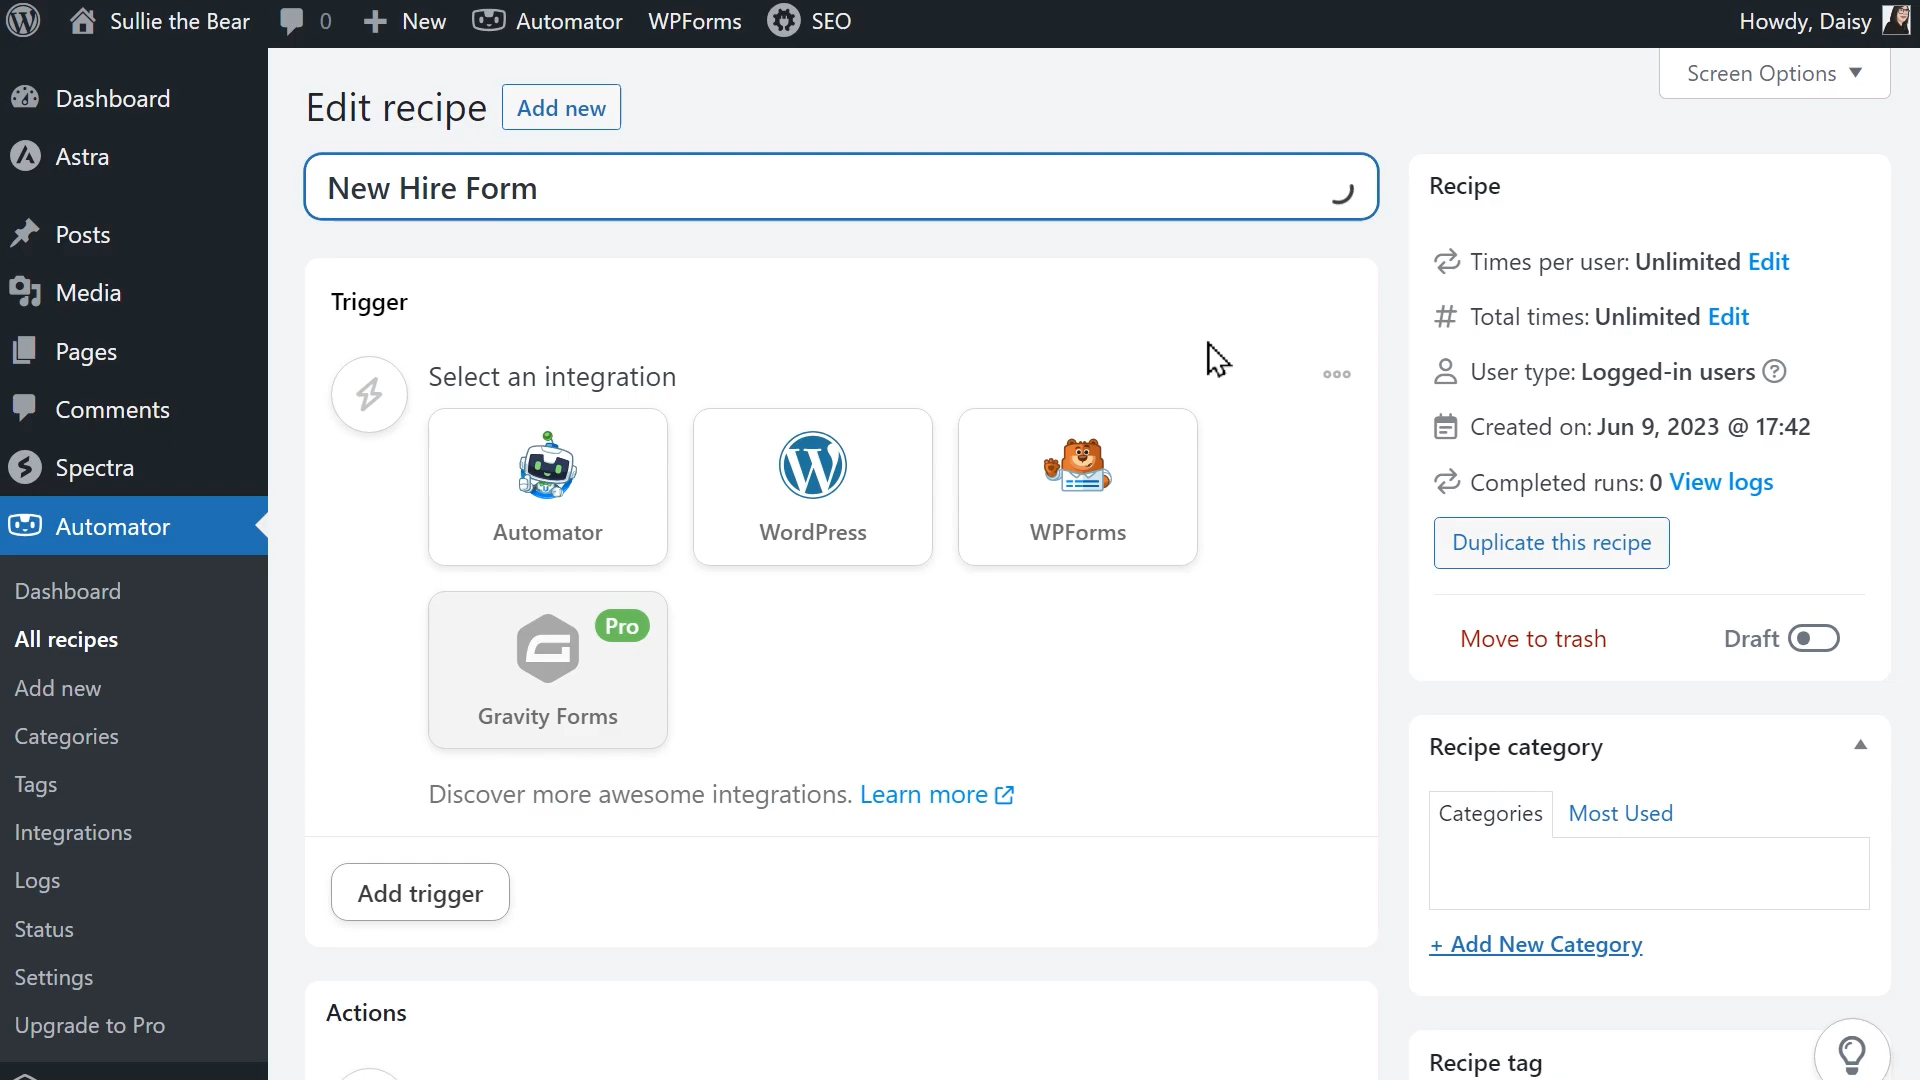 Sullie the Bear
0
New
Automator
WPForms
SEO
Howdy, Daisy
Dashboard
Astra
Posts
Media
Pages
Comments
Spectra
Automator
Dashboard
All recipes
Add new
Categories
Tags
Integrations
Logs
Status
Settings
Upgrade to Pro
Screen Options
Edit recipe
Add new
New Hire Form
Trigger
Select an integration
Automator
WordPress
WPForms
Pro
Gravity Forms
Discover more awesome integrations. Learn more
Add trigger
Actions
Recipe
Times per user: Unlimited Edit
Total times: Unlimited Edit
User type: Logged-in users
Created on: Jun 9, 2023 @ 17:42
Completed runs: 0 View logs
Duplicate this recipe
Move to trash
Draft
Recipe category
Categories
Most Used
+ Add New Category
Recipe tag